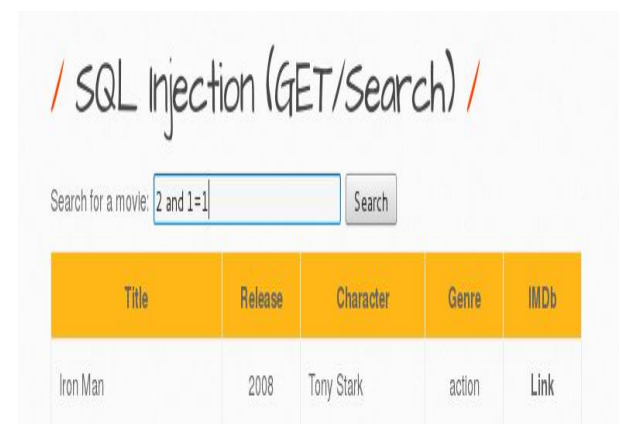 / SQL Injection (GET/Search) /
Search for a movie: 2 and 1=1 Search
Title Release Character Genre IMDb
Iron Man 2008 Tony Stark action Link